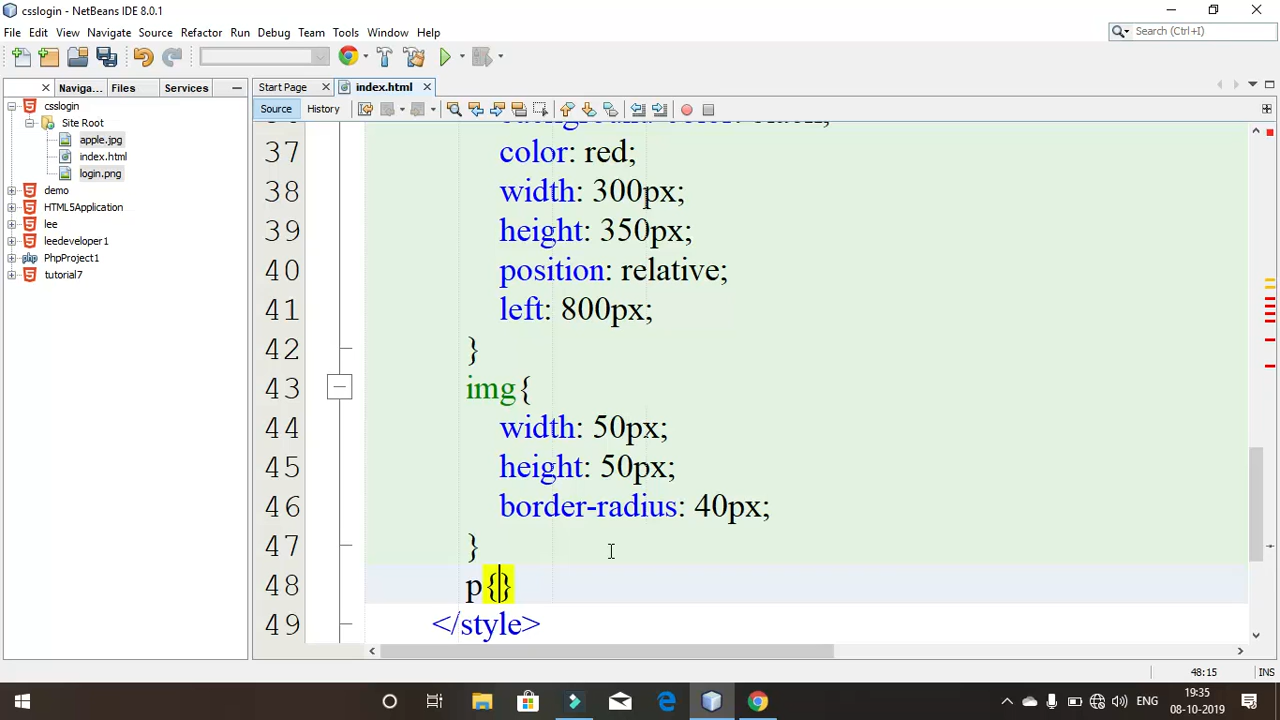 csslogin - NetBeans IDE 8.0.1
File Edit View Navigate Source Refactor Run Debug Team Tools Window Help
Search (Ctrl+I)
Naviga... Files Services
Start Page index.html
Source History
csslogin
Site Root
apple.jpg
index.html
login.png
demo
HTML5Application
lee
leedeveloper1
PhpProject1
tutorial7
37 color: red;
38 width: 300px;
39 height: 350px;
40 position: relative;
41 left: 800px;
42 }
43 img{
44 width: 50px;
45 height: 50px;
46 border-radius: 40px;
47 }
48 p{}
49 </style>
48:15 INS
ENG
19:35
08-10-2019